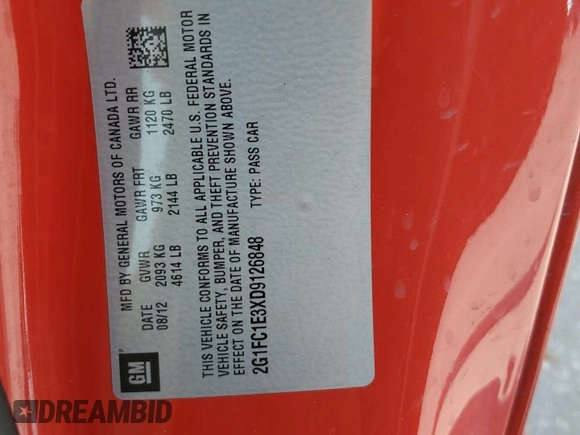 MFD BY GENERAL MOTORS OF CANADA LTD.
DATE GVWR GAWR FRT GAWR RR
08/12 2093 KG 973 KG 1120 KG
4614 LB 2144 LB 2470 LB
THIS VEHICLE CONFORMS TO ALL APPLICABLE U.S. FEDERAL MOTOR
VEHICLE SAFETY, BUMPER, AND THEFT PREVENTION STANDARDS IN
EFFECT ON THE DATE OF MANUFACTURE SHOWN ABOVE.
2G1FC1E3XD9126848 TYPE: PASS CAR
GM
DREAMBID